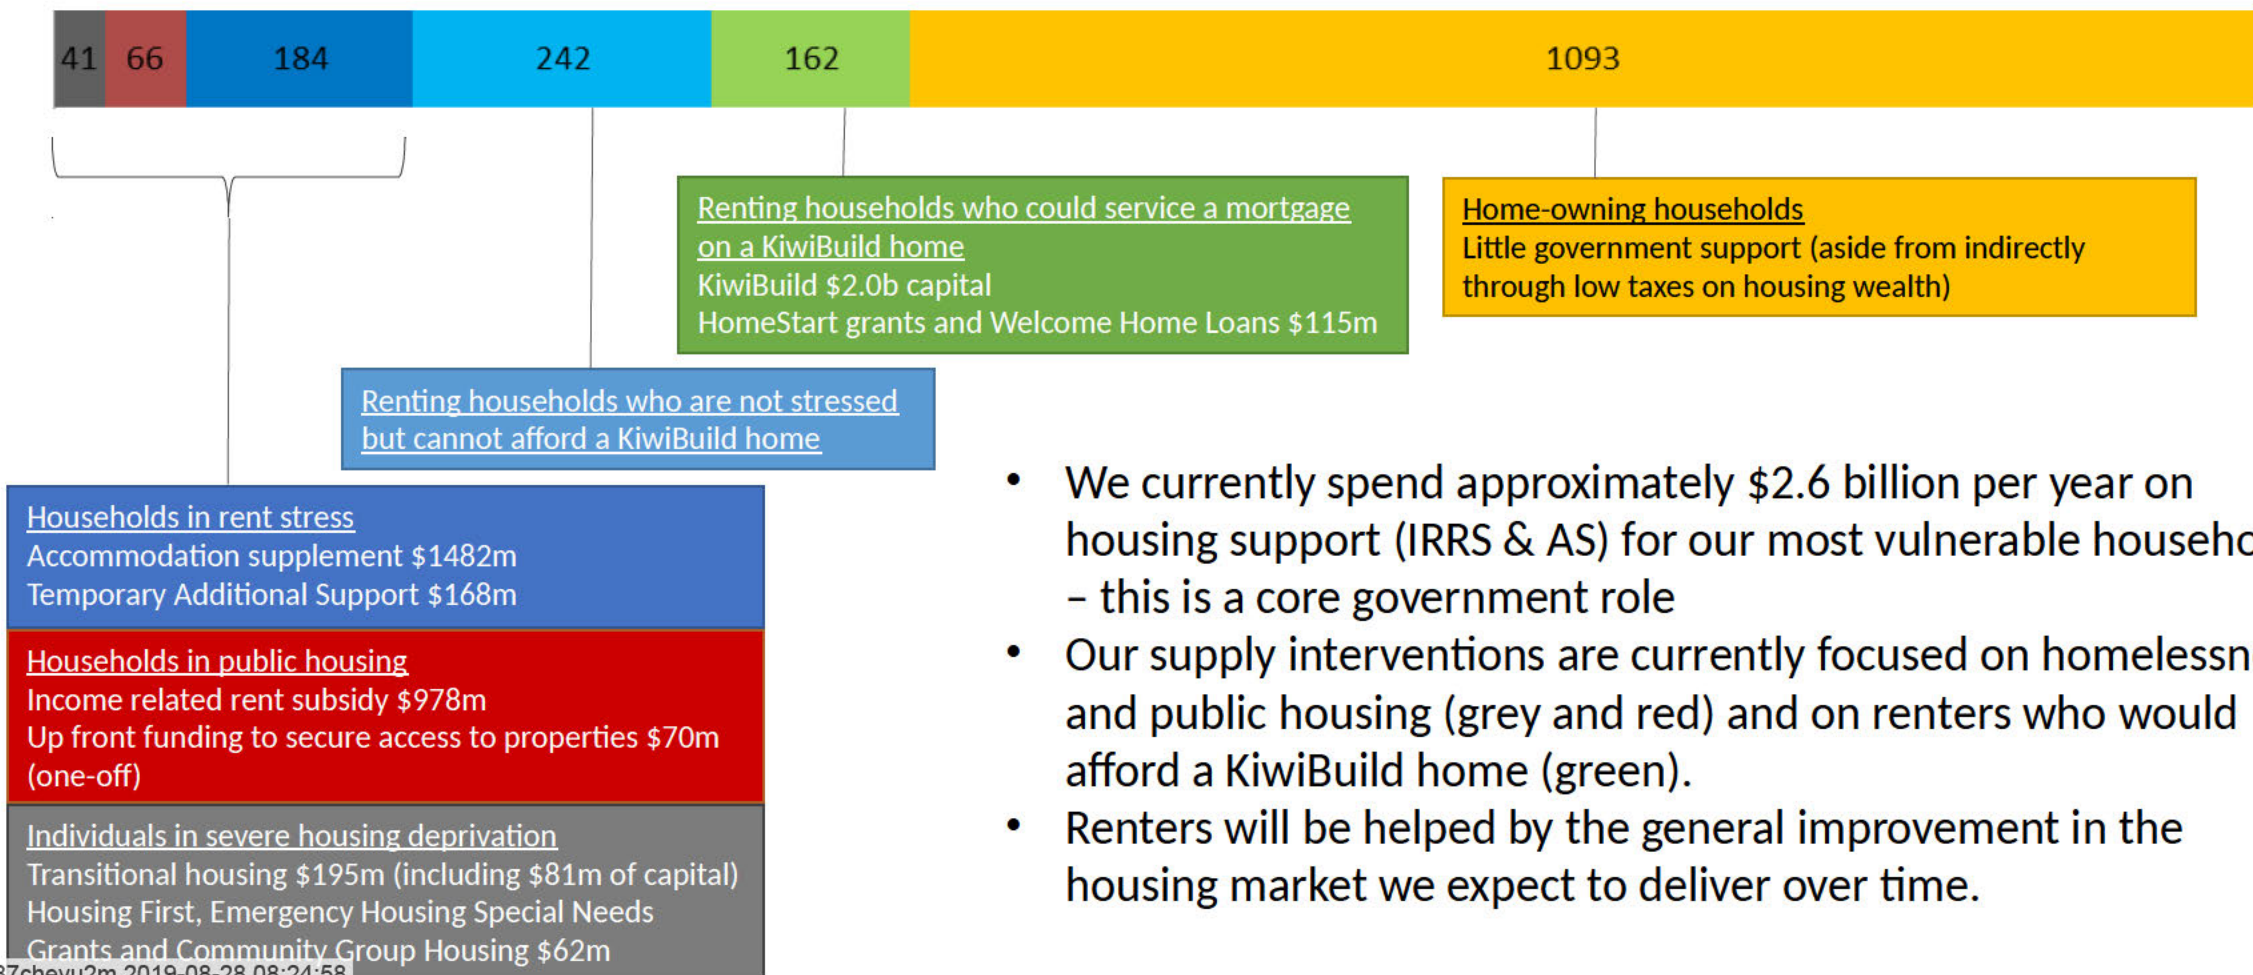 41 66 184 242 162 1093
Renting households who could service a mortgage
on a KiwiBuild home
KiwiBuild $2.0b capital
HomeStart grants and Welcome Home Loans $115m
Home-owning households
Little government support (aside from indirectly
through low taxes on housing wealth)
Renting households who are not stressed
but cannot afford a KiwiBuild home
Households in rent stress
Accommodation supplement $1482m
Temporary Additional Support $168m
Households in public housing
Income related rent subsidy $978m
Up front funding to secure access to properties $70m
(one-off)
Individuals in severe housing deprivation
Transitional housing $195m (including $81m of capital)
Housing First, Emergency Housing Special Needs
Grants and Community Group Housing $62m
• We currently spend approximately $2.6 billion per year on
housing support (IRRS & AS) for our most vulnerable househo
– this is a core government role
• Our supply interventions are currently focused on homelessn
and public housing (grey and red) and on renters who would
afford a KiwiBuild home (green).
• Renters will be helped by the general improvement in the
housing market we expect to deliver over time.
2019-08-28 08:24:58